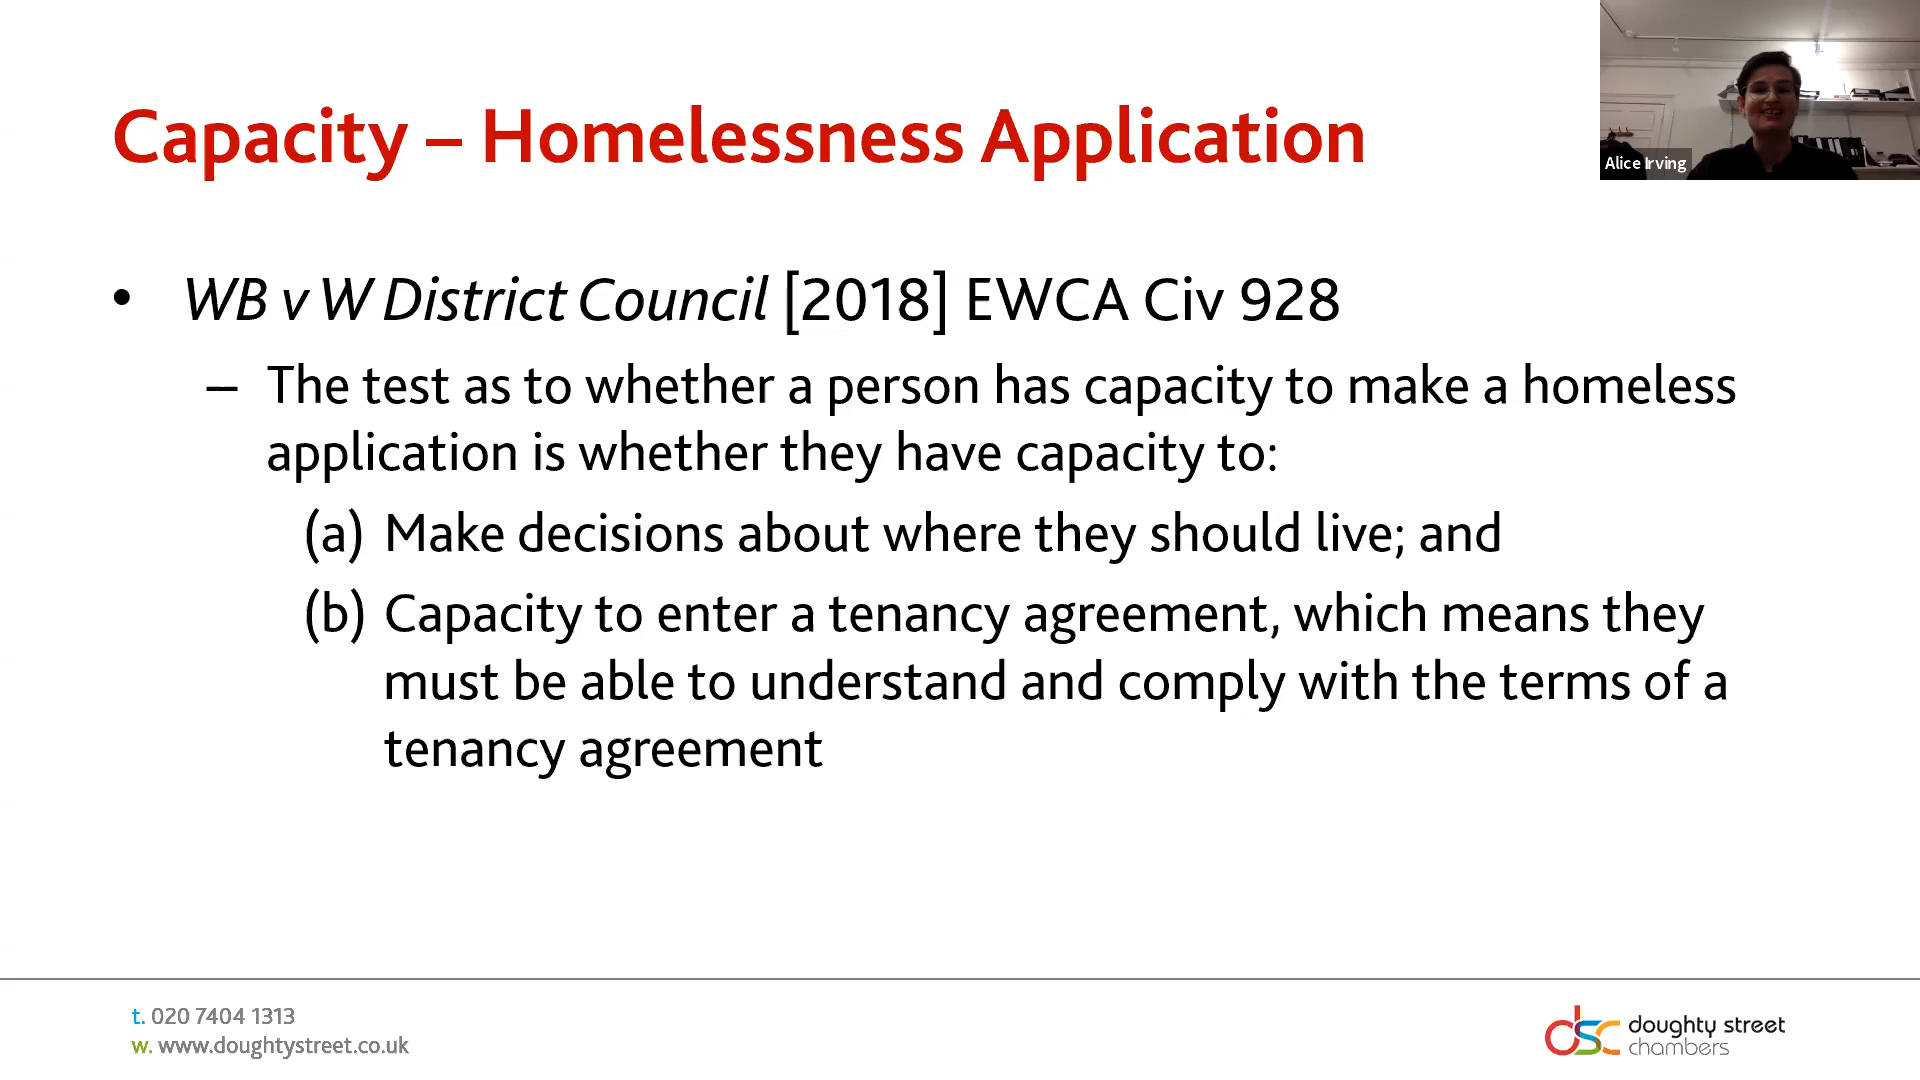 Capacity – Homelessness Application
Alice Irving
• WB v W District Council [2018] EWCA Civ 928
– The test as to whether a person has capacity to make a homeless
application is whether they have capacity to:
(a) Make decisions about where they should live; and
(b) Capacity to enter a tenancy agreement, which means they
must be able to understand and comply with the terms of a
tenancy agreement
t. 020 7404 1313
w. www.doughtystreet.co.uk
dsc
doughty street
chambers